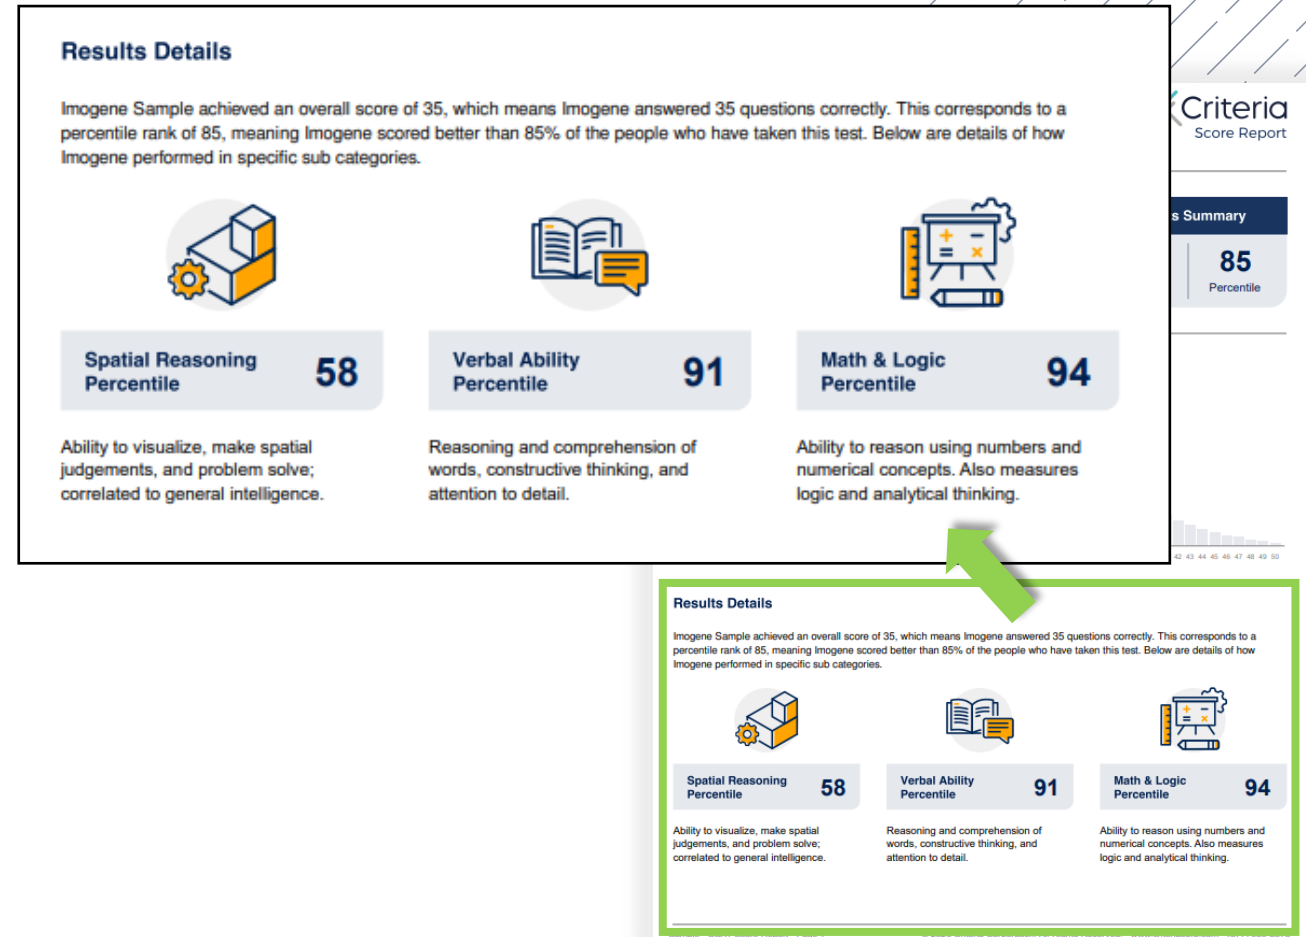 Results Details
Imogene Sample achieved an overall score of 35, which means Imogene answered 35 questions correctly. This corresponds to a
percentile rank of 85, meaning Imogene scored better than 85% of the people who have taken this test. Below are details of how
Imogene performed in specific sub categories.
Spatial Reasoning
Percentile
58
Verbal Ability
Percentile
91
Math & Logic
Percentile
94
Ability to visualize, make spatial
judgements, and problem solve;
correlated to general intelligence.
Reasoning and comprehension of
words, constructive thinking, and
attention to detail.
Ability to reason using numbers and
numerical concepts. Also measures
logic and analytical thinking.
Criteria
Score Report
s Summary
85
Percentile
42 43 44 45 46 47 48 49 50
Results Details
Imogene Sample achieved an overall score of 35, which means Imogene answered 35 questions correctly. This corresponds to a
percentile rank of 85, meaning Imogene scored better than 85% of the people who have taken this test. Below are details of how
Imogene performed in specific sub categories.
Spatial Reasoning
Percentile
58
Verbal Ability
Percentile
91
Math & Logic
Percentile
94
Ability to visualize, make spatial
judgements, and problem solve;
correlated to general intelligence.
Reasoning and comprehension of
words, constructive thinking, and
attention to detail.
Ability to reason using numbers and
numerical concepts. Also measures
logic and analytical thinking.